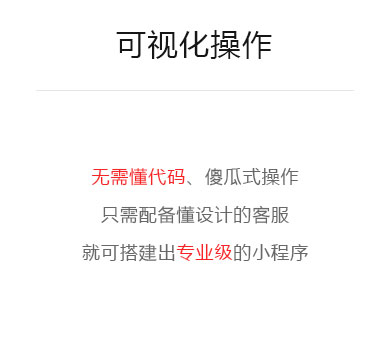 可视化操作
无需懂代码、傻瓜式操作
只需配备懂设计的客服
就可搭建出专业级的小程序